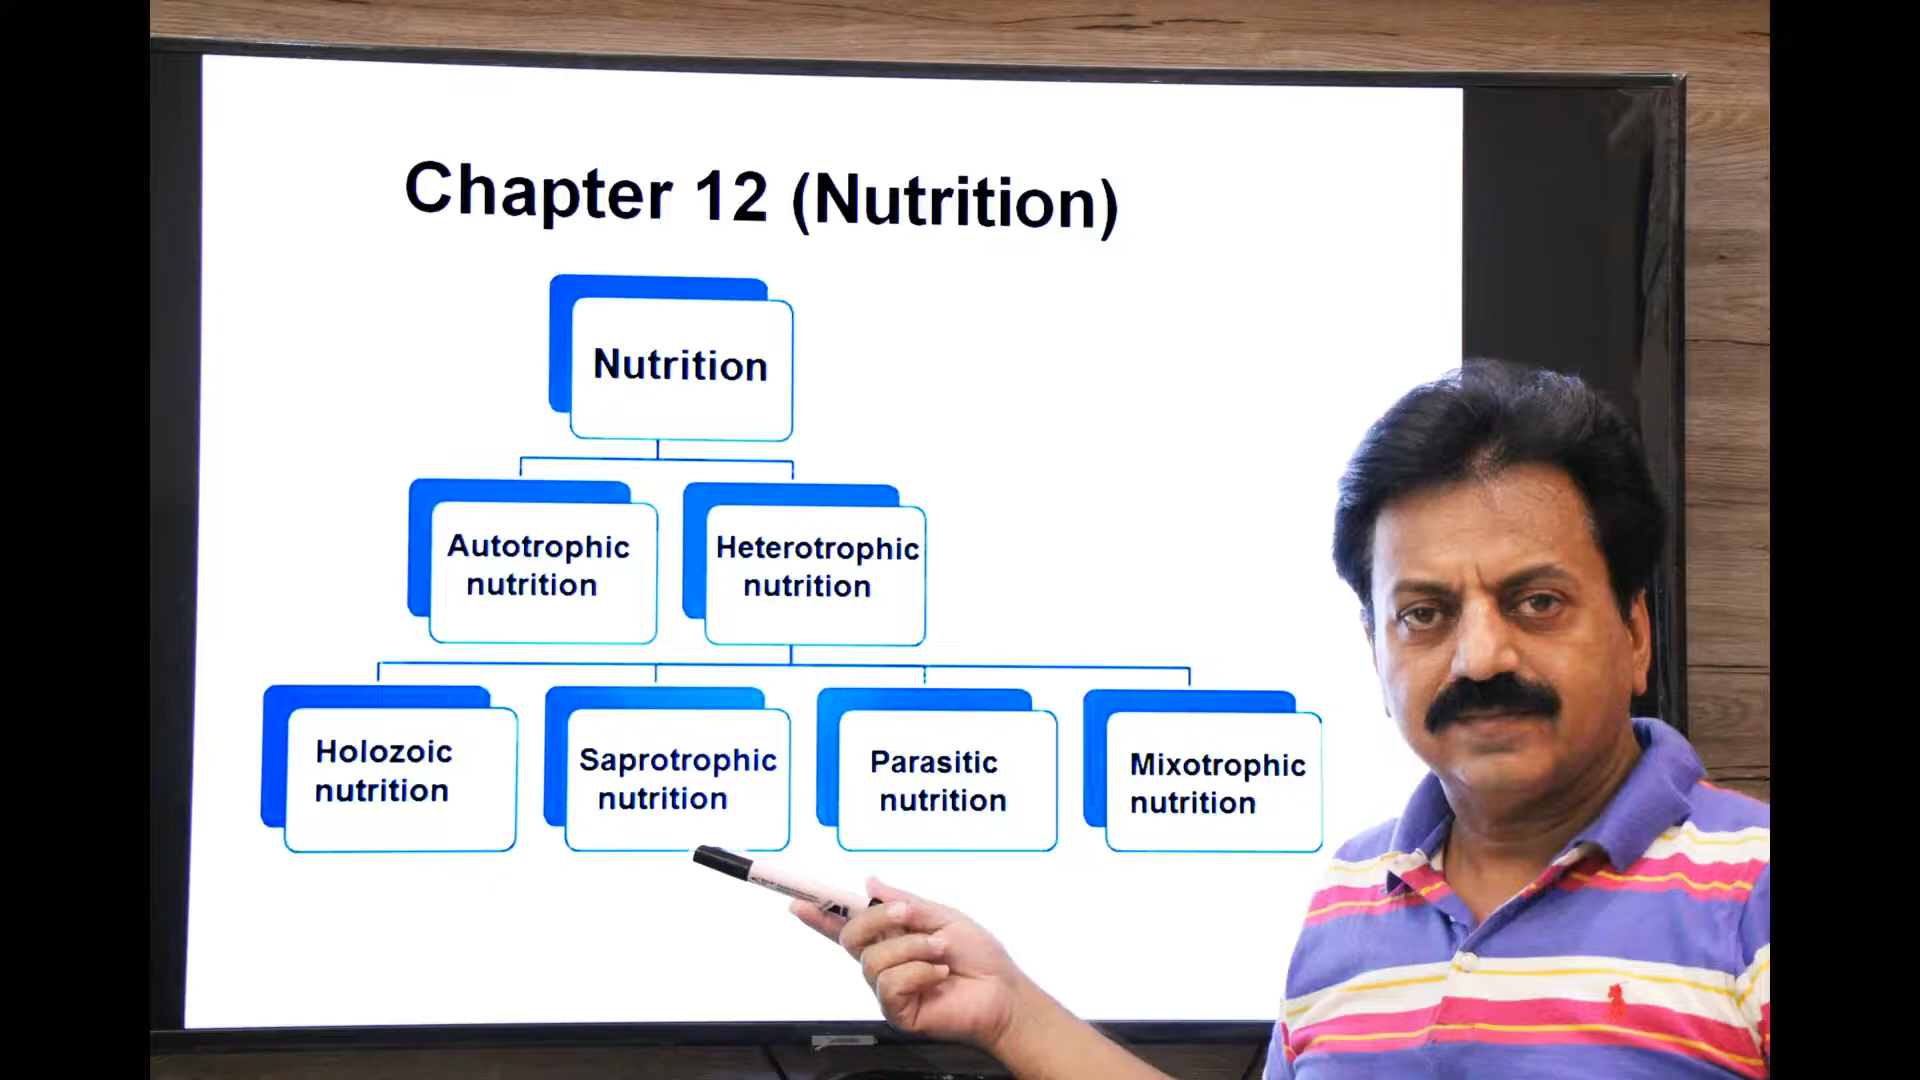 Chapter 12 (Nutrition)
Nutrition
Autotrophic
nutrition
Heterotrophic
nutrition
Holozoic
nutrition
Saprotrophic
nutrition
Parasitic
nutrition
Mixotrophic
nutrition